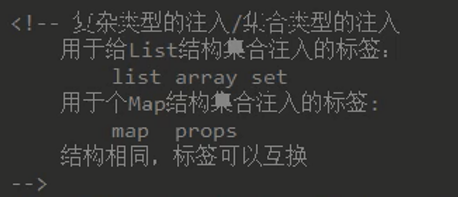 <!-- 复杂类型的注入/集合类型的注入
用于给List结构集合注入的标签:
list array set
用于个Map结构集合注入的标签:
map props
结构相同，标签可以互换
-->